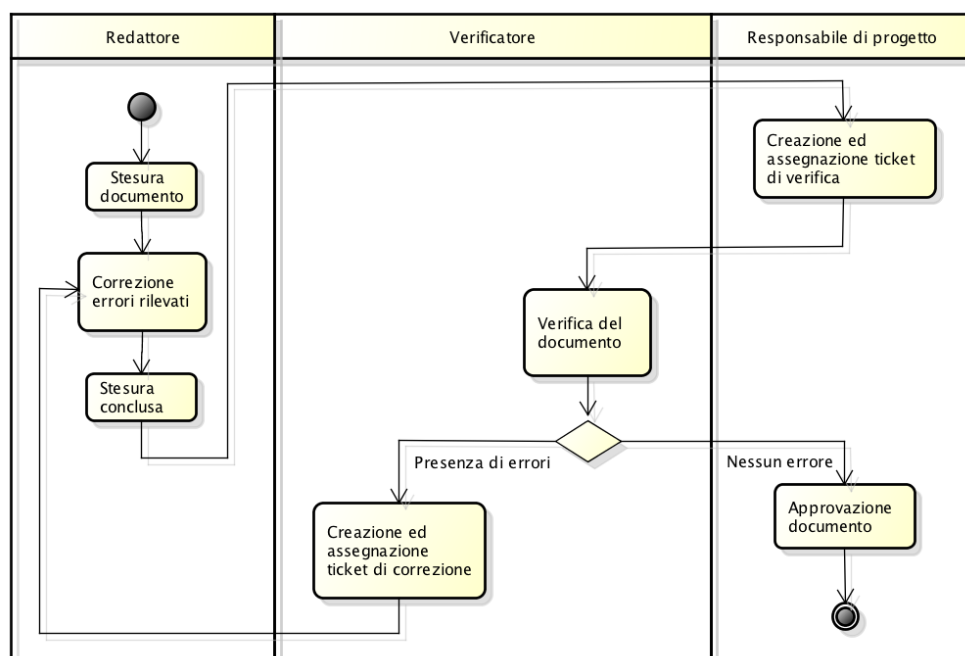 Redattore
Verificatore
Responsabile di progetto
Stesura
documento
Correzione
errori rilevati
Stesura
conclusa
Creazione ed
assegnazione ticket
di verifica
Verifica del
documento
Presenza di errori
Nessun errore
Creazione ed
assegnazione
ticket di correzione
Approvazione
documento